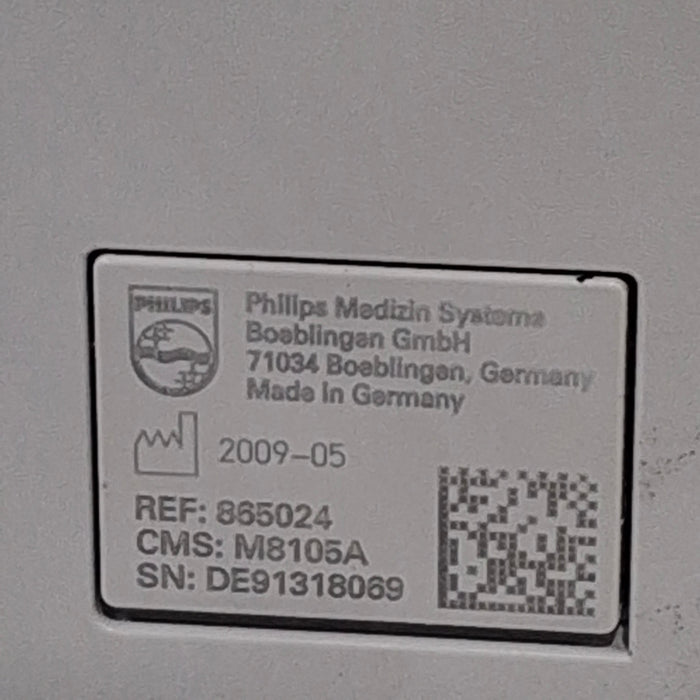 PHILIPS
Philips Medizin Systeme
Boeblingen GmbH
71034 Boeblingen, Germany
Made in Germany
2009-05
REF: 865024
CMS: M8105A
SN: DE91318069